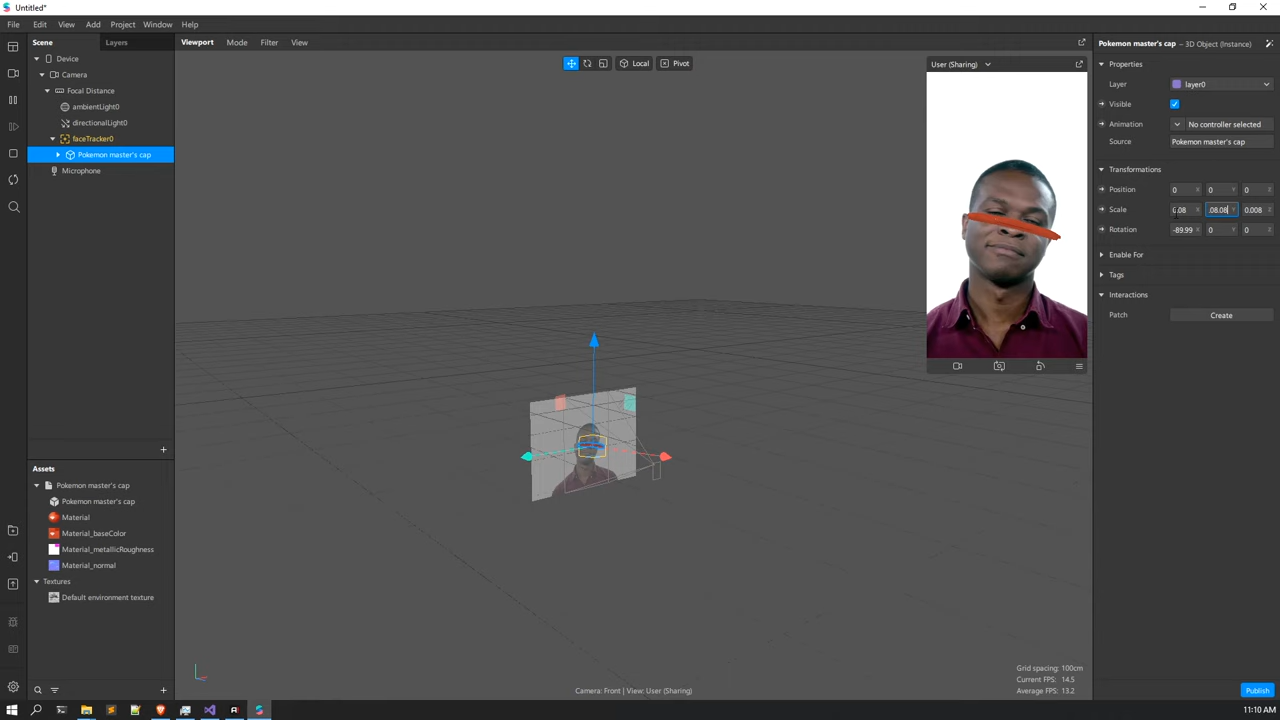 Untitled*
File Edit View Add Project Window Help
Scene Layers
Device
Camera
Focal Distance
ambientLight0
directionalLight0
faceTracker0
Pokemon master's cap
Microphone
Assets
Pokemon master's cap
Pokemon master's cap
Material
Material_baseColor
Material_metallicRoughness
Material_normal
Textures
Default environment texture
Viewport Mode Filter View
Local Pivot
User (Sharing)
Grid spacing: 100cm
Current FPS: 14.5
Average FPS: 13.2
Camera: Front | View: User (Sharing)
Pokemon master's cap – 3D Object (Instance)
Properties
Layer layer0
Visible
Animation No controller selected
Source Pokemon master's cap
Transformations
Position 0 X 0 Y 0 Z
Scale 0.08 X .08.08 Y 0.008 Z
Rotation -89.99 X 0 Y 0 Z
Enable For
Tags
Interactions
Patch Create
Publish
11:10 AM